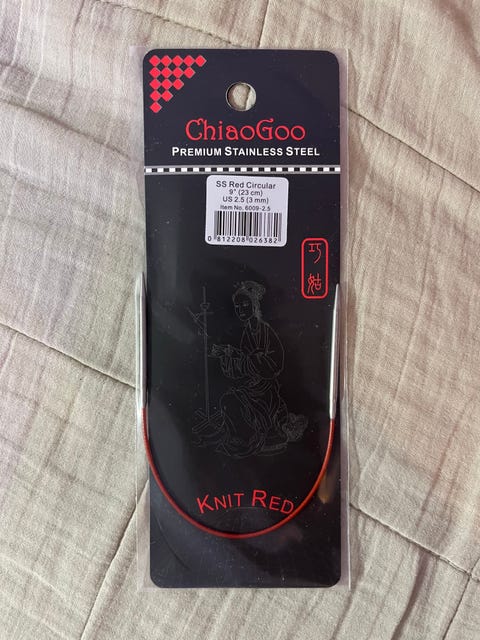 ChiaoGoo
PREMIUM STAINLESS STEEL
SS Red Circular
9" (23 cm)
US 2.5 (3 mm)
Item No. 6009-2.5
0 812208 026382
巧
姑
KNIT RED